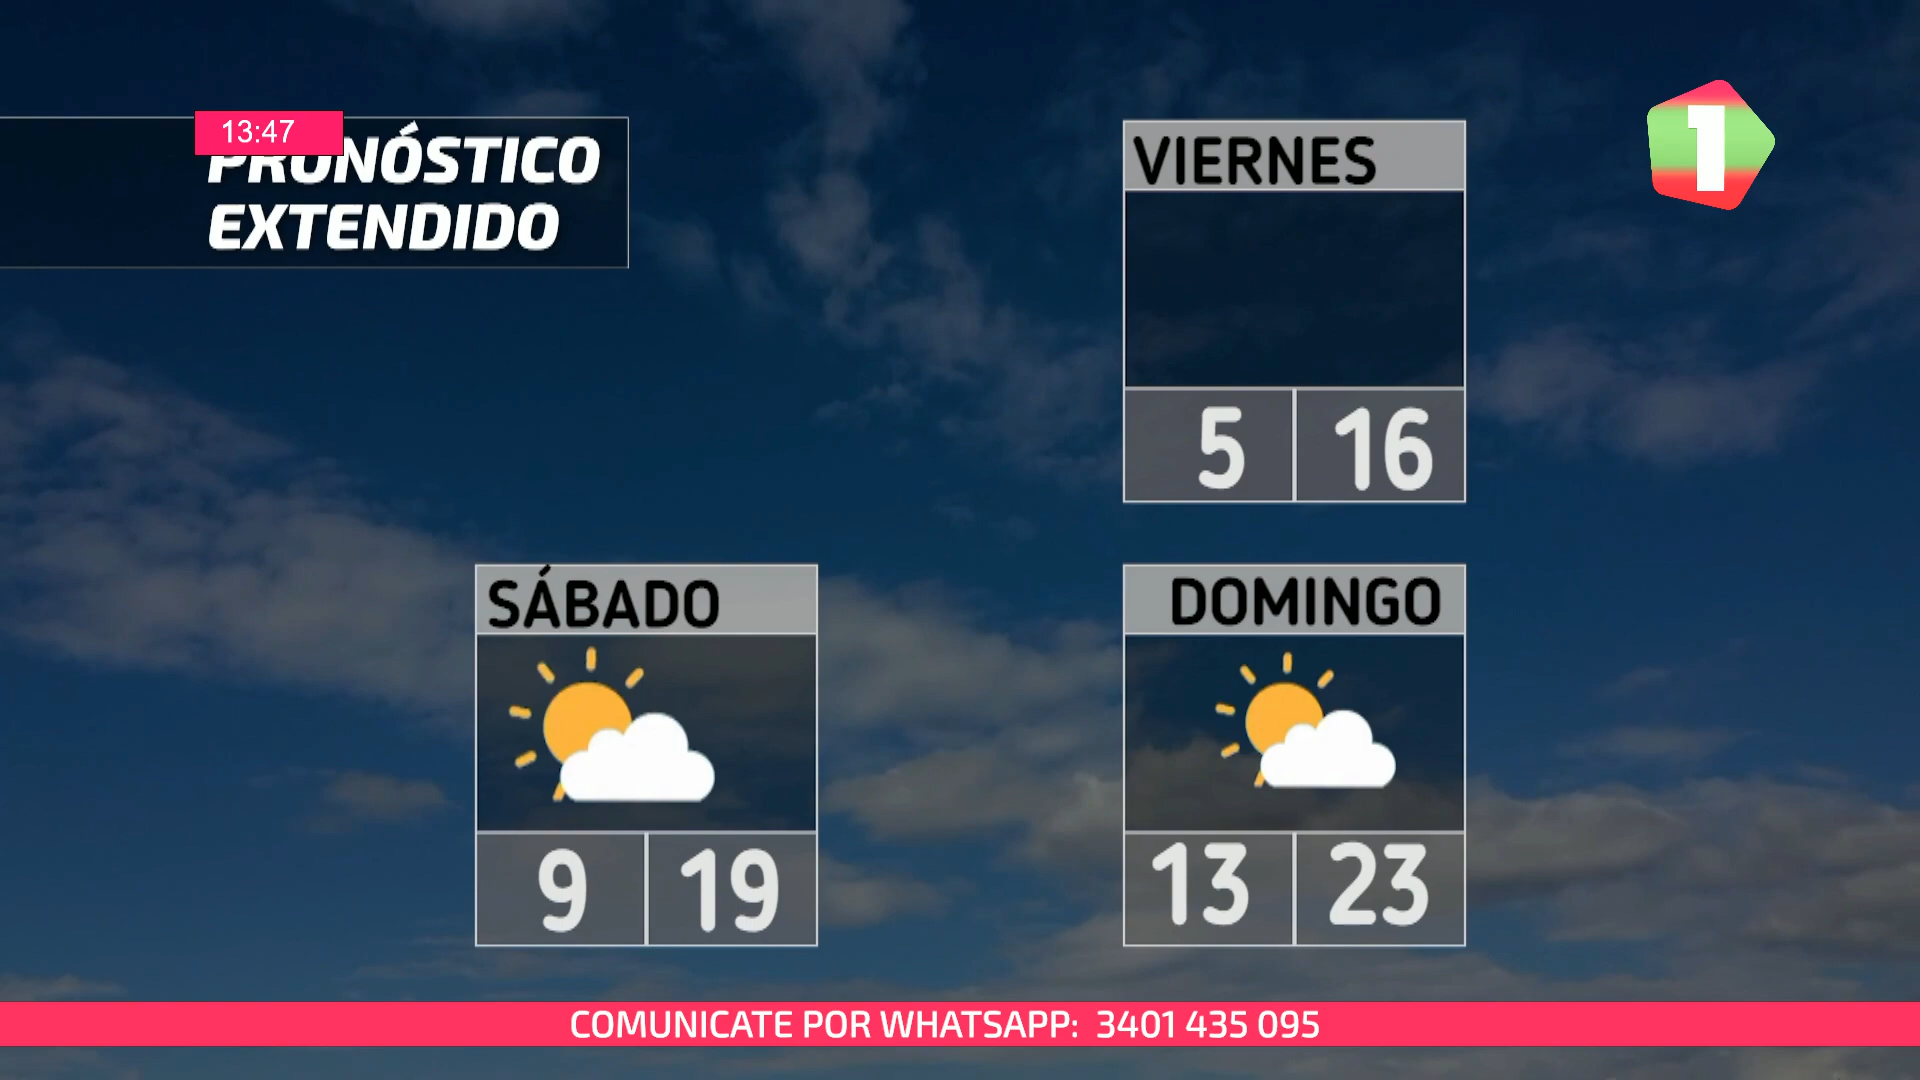 13:47
PRONÓSTICO
EXTENDIDO
1
VIERNES
5 16
SÁBADO
9 19
DOMINGO
13 23
COMUNICATE POR WHATSAPP: 3401 435 095